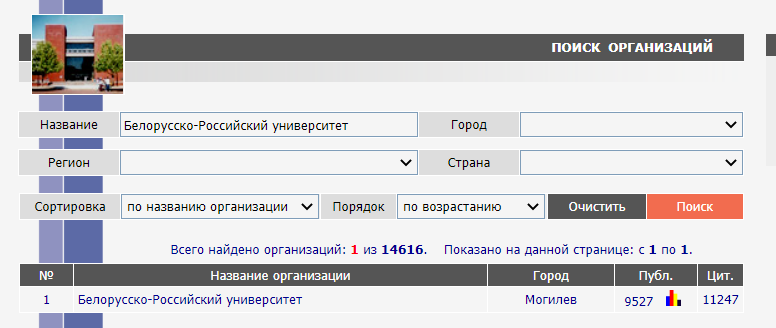 ПОИСК ОРГАНИЗАЦИЙ
Название Белорусско-Российский университет Город
Регион Страна
Сортировка по названию организации Порядок по возрастанию Очистить Поиск
Всего найдено организаций: 1 из 14616. Показано на данной странице: с 1 по 1.
№ Название организации Город Публ. Цит.
1 Белорусско-Российский университет Могилев 9527 11247